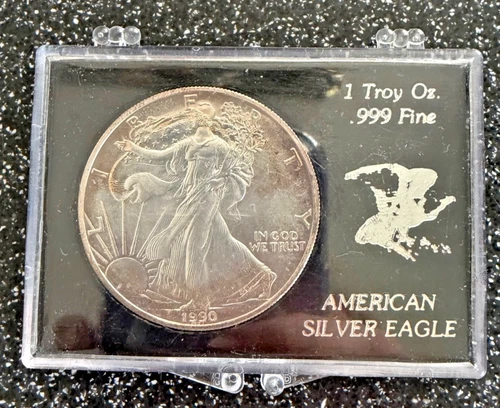 1 Troy Oz.
.999 Fine
AMERICAN
SILVER EAGLE
LIBERTY
IN GOD
WE TRUST
1990